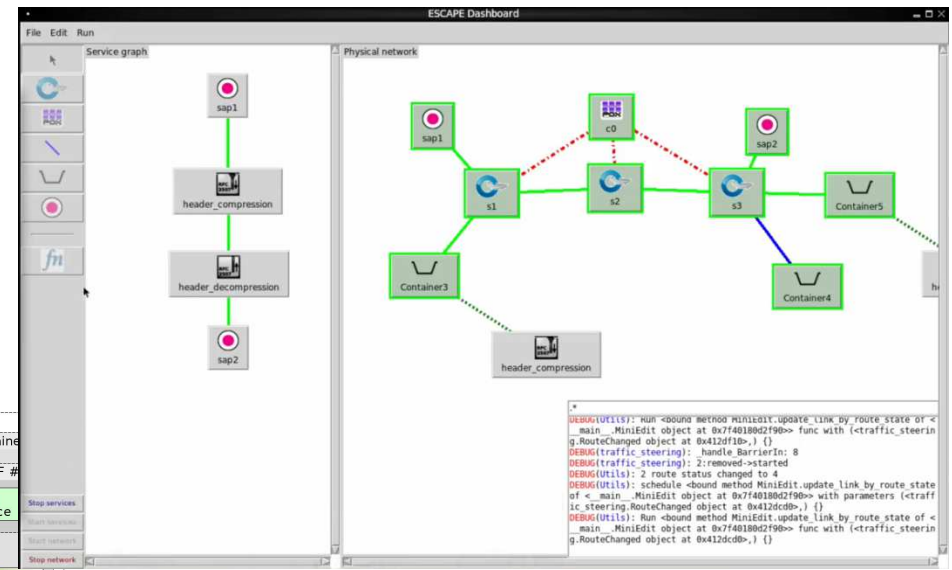 ESCAPE Dashboard
File Edit Run
Service graph
sap1
header_compression
header_decompression
sap2
Physical network
sap1
c0
sap2
s1
s2
s3
Container5
Container3
Container4
header_compression
he
Stop services
Start services
Start network
Stop network
.*
DEBUG(Utils): Run <bound method MiniEdit.update_link_by_route_state of <
__main__.MiniEdit object at 0x7f40180d2f90>> func with (<traffic_steerin
g.RouteChanged object at 0x412df10>,) {}
DEBUG(traffic_steering): _handle_BarrierIn: 8
DEBUG(traffic_steering): 2:removed->started
DEBUG(Utils): 2 route status changed to 4
DEBUG(Utils): schedule <bound method MiniEdit.update_link_by_route_state
of <__main__.MiniEdit object at 0x7f40180d2f90>> with parameters (<traff
ic_steering.RouteChanged object at 0x412dcd0>,) {}
DEBUG(Utils): Run <bound method MiniEdit.update_link_by_route_state of <
__main__.MiniEdit object at 0x7f40180d2f90>> func with (<traffic_steerin
g.RouteChanged object at 0x412dcd0>,) {}